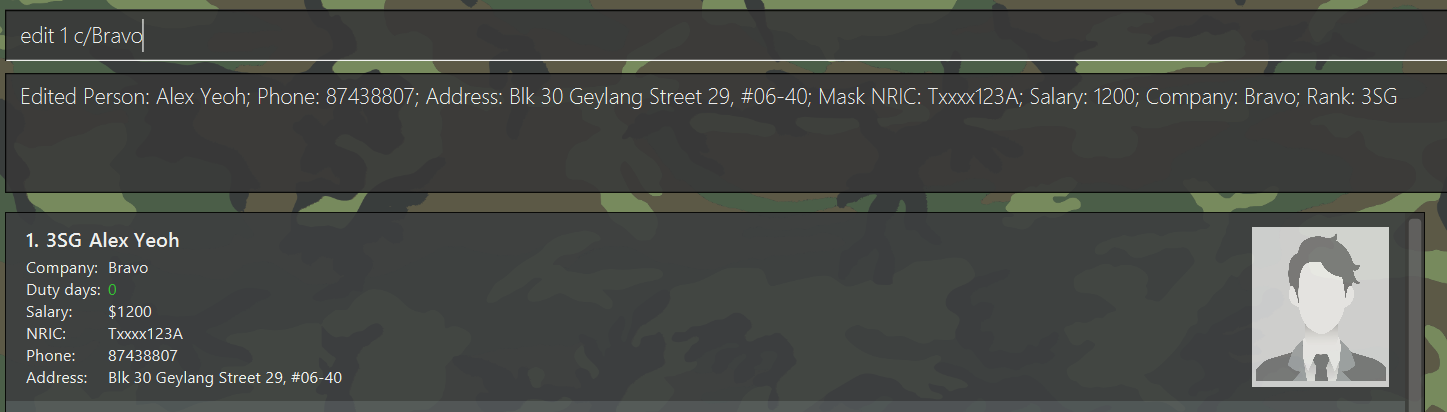 edit 1 c/Bravo
Edited Person: Alex Yeoh; Phone: 87438807; Address: Blk 30 Geylang Street 29, #06-40; Mask NRIC: Txxxx123A; Salary: 1200; Company: Bravo; Rank: 3SG
1. 3SG Alex Yeoh
Company: Bravo
Duty days: 0
Salary: $1200
NRIC: Txxxx123A
Phone: 87438807
Address: Blk 30 Geylang Street 29, #06-40